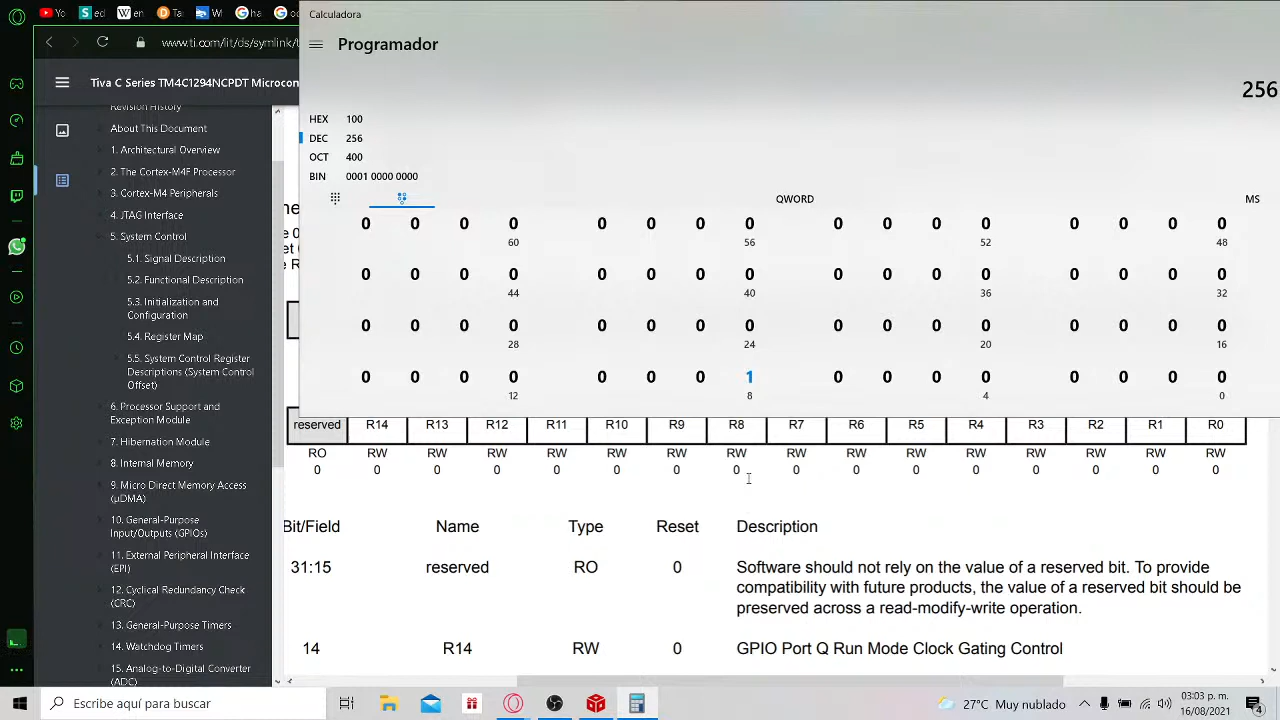 Yo
ed
en
Ta
We
ha
oc
Calculadora
www.ti.com/lit/ds/symlink/t
Programador
Tiva C Series TM4C1294NCPDT Microcon
256
Revision History
About This Document
1. Architectural Overview
2. The Cortex-M4F Processor
3. Cortex-M4 Peripherals
4. JTAG Interface
5. System Control
5.1. Signal Description
5.2. Functional Description
5.3. Initialization and
Configuration
5.4. Register Map
5.5. System Control Register
Descriptions (System Control
Offset)
6. Processor Support and
Exception Module
7. Hibernation Module
8. Internal Memory
9. Micro Direct Memory Access
(μDMA)
10. General-Purpose
Input/Outputs (GPIOs)
11. External Peripheral Interface
(EPI)
12. Cyclical Redundancy Check
(CRC)
13. General-Purpose Timers
14. Watchdog Timers
15. Analog-to-Digital Converter
(ADC)
HEX 100
DEC 256
OCT 400
BIN 0001 0000 0000
QWORD MS
0 0 0 0 0 0 0 0 0 0 0 0 0 0 0 0
60 56 52 48
0 0 0 0 0 0 0 0 0 0 0 0 0 0 0 0
44 40 36 32
0 0 0 0 0 0 0 0 0 0 0 0 0 0 0 0
28 24 20 16
0 0 0 0 0 0 0 1 0 0 0 0 0 0 0 0
12 8 4 0
reserved R14 R13 R12 R11 R10 R9 R8 R7 R6 R5 R4 R3 R2 R1 R0
RO RW RW RW RW RW RW RW RW RW RW RW RW RW RW RW
0 0 0 0 0 0 0 0 0 0 0 0 0 0 0 0
Bit/Field Name Type Reset Description
31:15 reserved RO 0 Software should not rely on the value of a reserved bit. To provide
compatibility with future products, the value of a reserved bit should be
preserved across a read-modify-write operation.
14 R14 RW 0 GPIO Port Q Run Mode Clock Gating Control
Escribe aquí para buscar
27°C Muy nublado
03:03 p. m.
16/08/2021
4